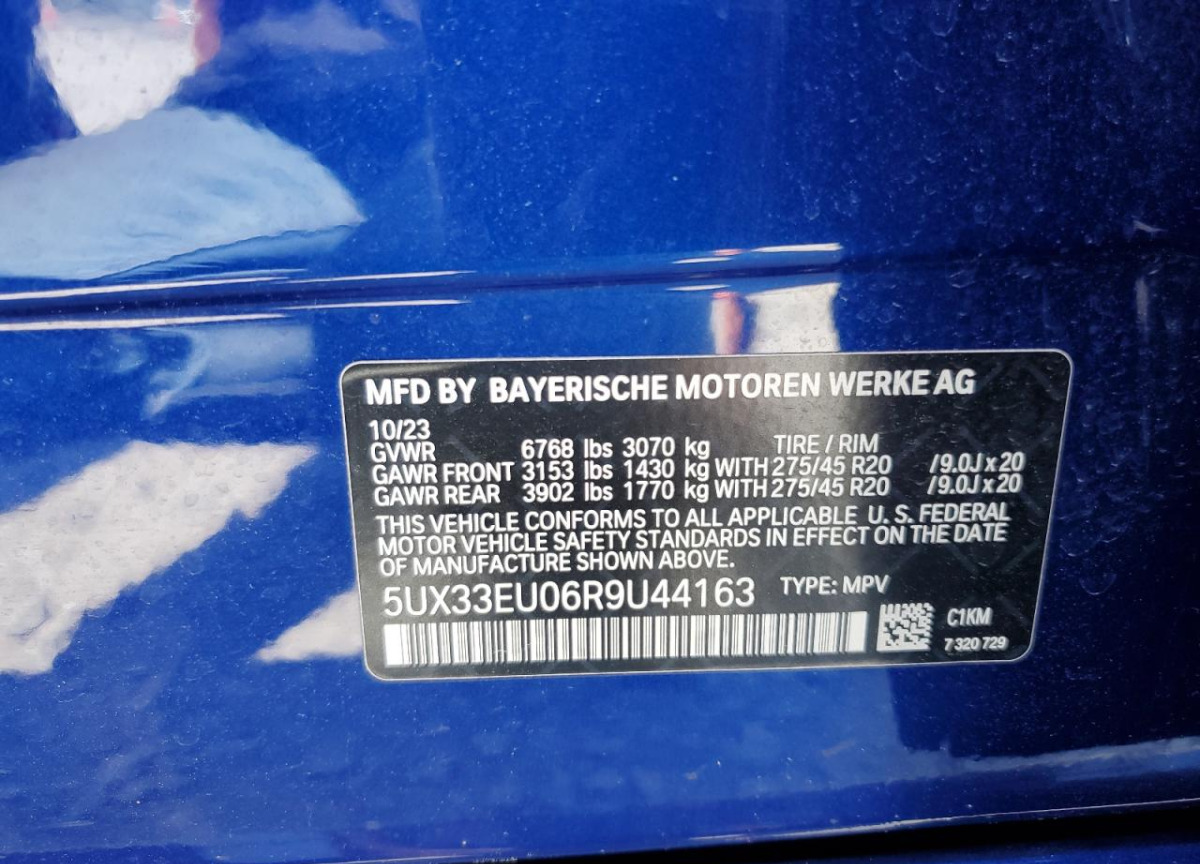 MFD BY BAYERISCHE MOTOREN WERKE AG
10/23
GVWR 6768 lbs 3070 kg TIRE / RIM
GAWR FRONT 3153 lbs 1430 kg WITH 275/45 R20 /9.0J x 20
GAWR REAR 3902 lbs 1770 kg WITH 275/45 R20 /9.0J x 20
THIS VEHICLE CONFORMS TO ALL APPLICABLE U. S. FEDERAL
MOTOR VEHICLE SAFETY STANDARDS IN EFFECT ON THE DATE
OF MANUFACTURE SHOWN ABOVE.
5UX33EU06R9U44163 TYPE: MPV
C1KM
7 320 729